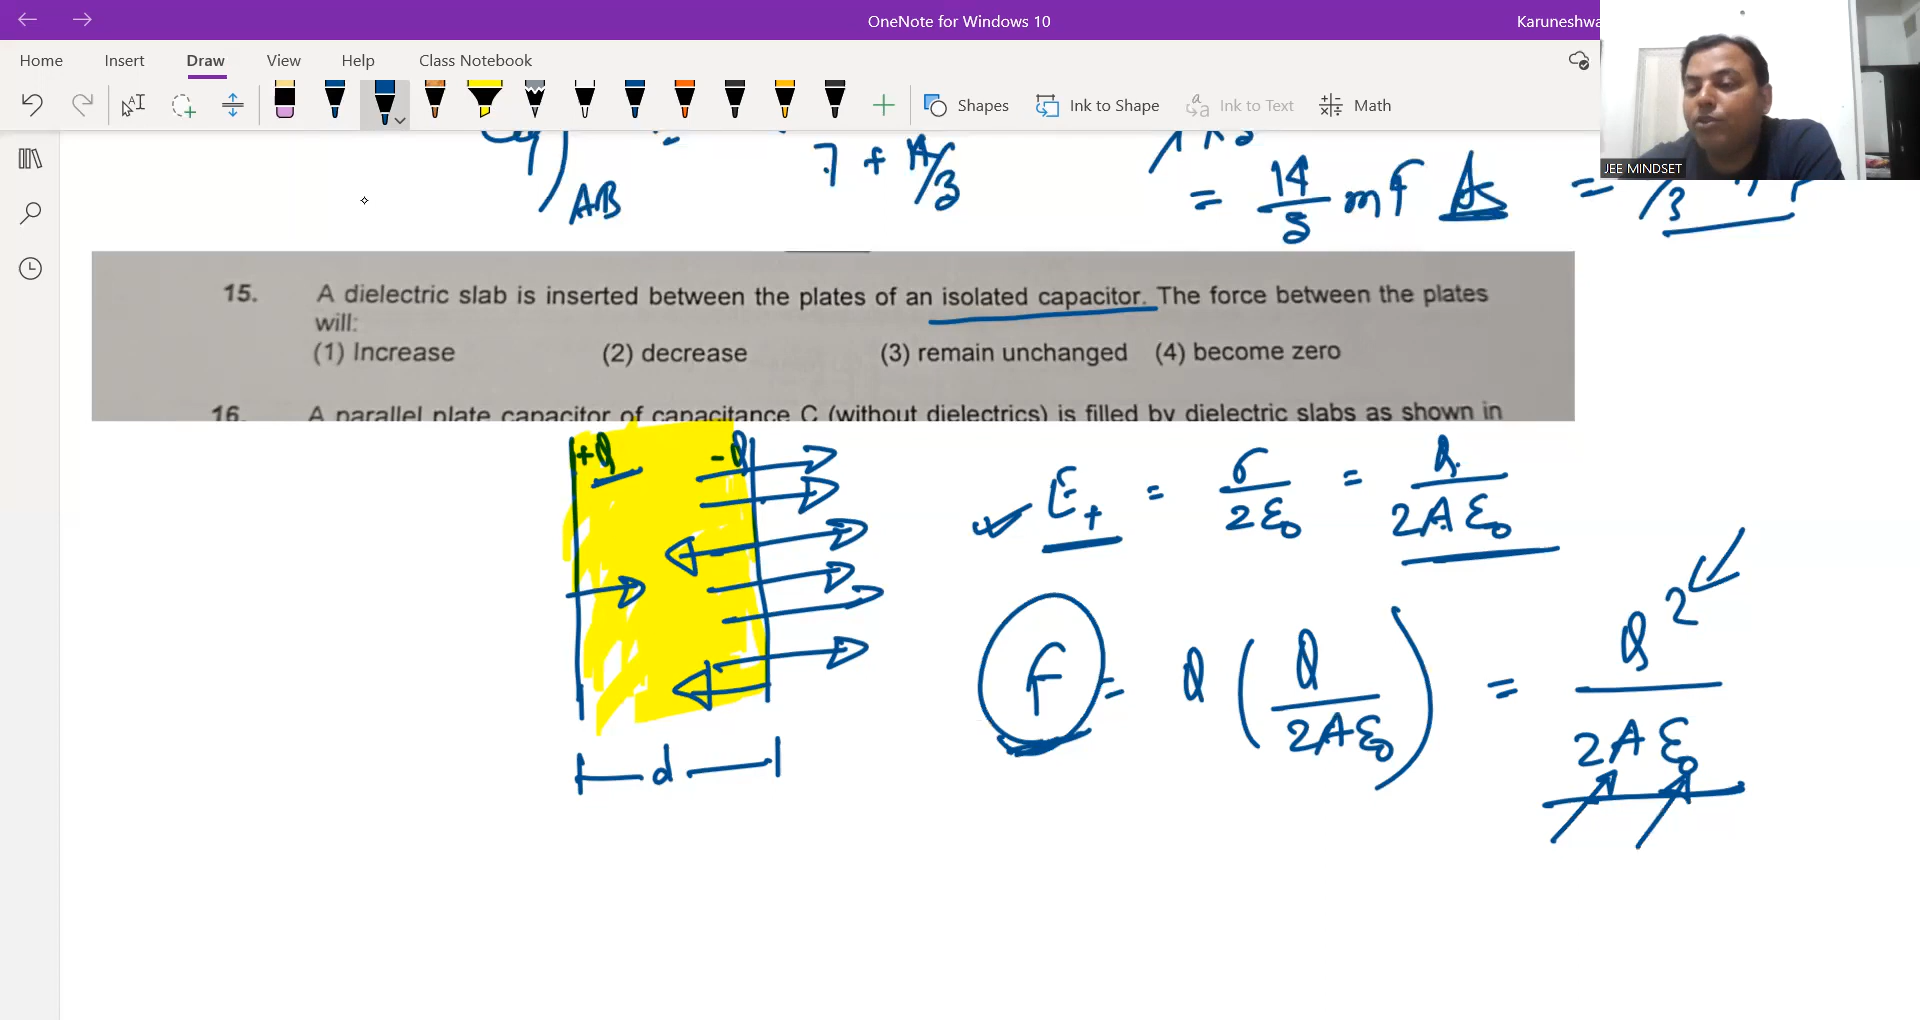 OneNote for Windows 10
Karuneshwa
Home Insert Draw View Help Class Notebook
Shapes Ink to Shape Ink to Text Math
JEE MINDSET
AB
7 + A/3
= 14/5 mF As =
15. A dielectric slab is inserted between the plates of an isolated capacitor. The force between the plates
will:
(1) Increase (2) decrease (3) remain unchanged (4) become zero
16. A parallel plate capacitor of capacitance C (without dielectrics) is filled by dielectric slabs as shown in
+Q -Q
E+ = σ/2ε0 = Q/2Aε0
F = Q(Q/2Aε0) = Q²/2Aε0
d